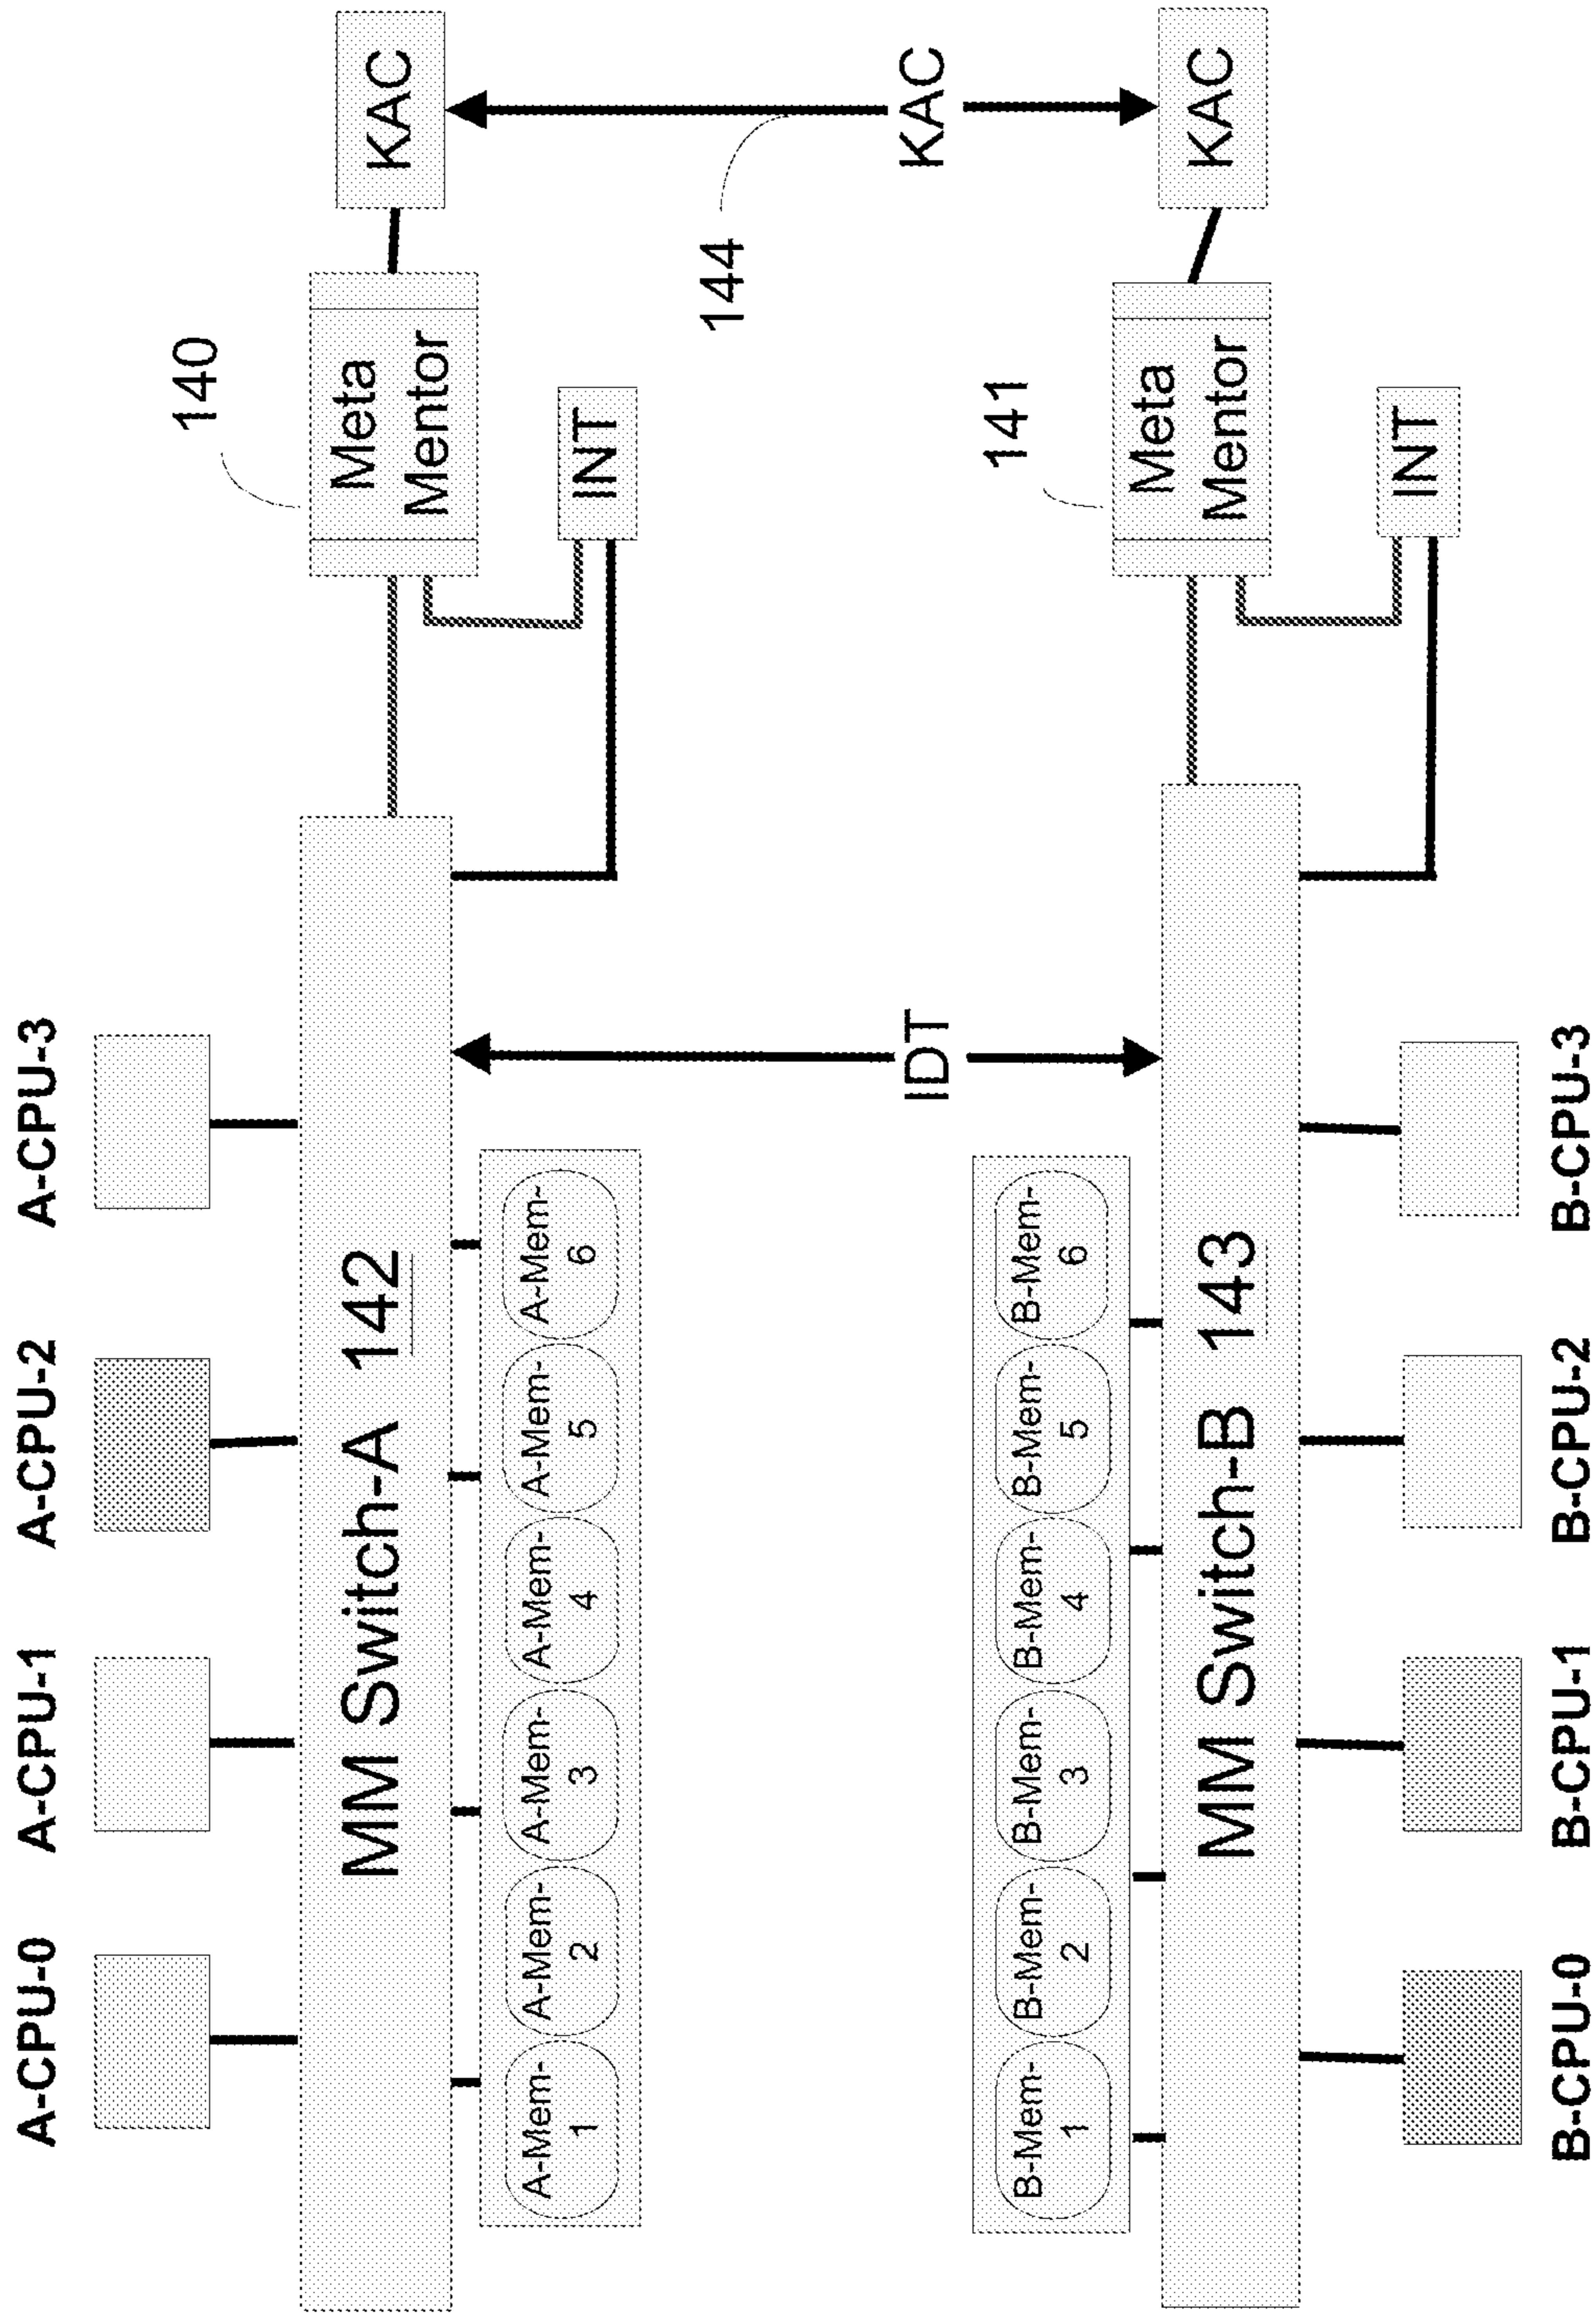 A-CPU-0
A-CPU-1
A-CPU-2
A-CPU-3
140
MM Switch-A 142
Meta
Mentor
KAC
A-Mem-
1
A-Mem-
2
A-Mem-
3
A-Mem-
4
A-Mem-
5
A-Mem-
6
INT
144
IDT
KAC
B-Mem-
1
B-Mem-
2
B-Mem-
3
B-Mem-
4
B-Mem-
5
B-Mem-
6
141
MM Switch-B 143
Meta
Mentor
KAC
INT
B-CPU-0
B-CPU-1
B-CPU-2
B-CPU-3